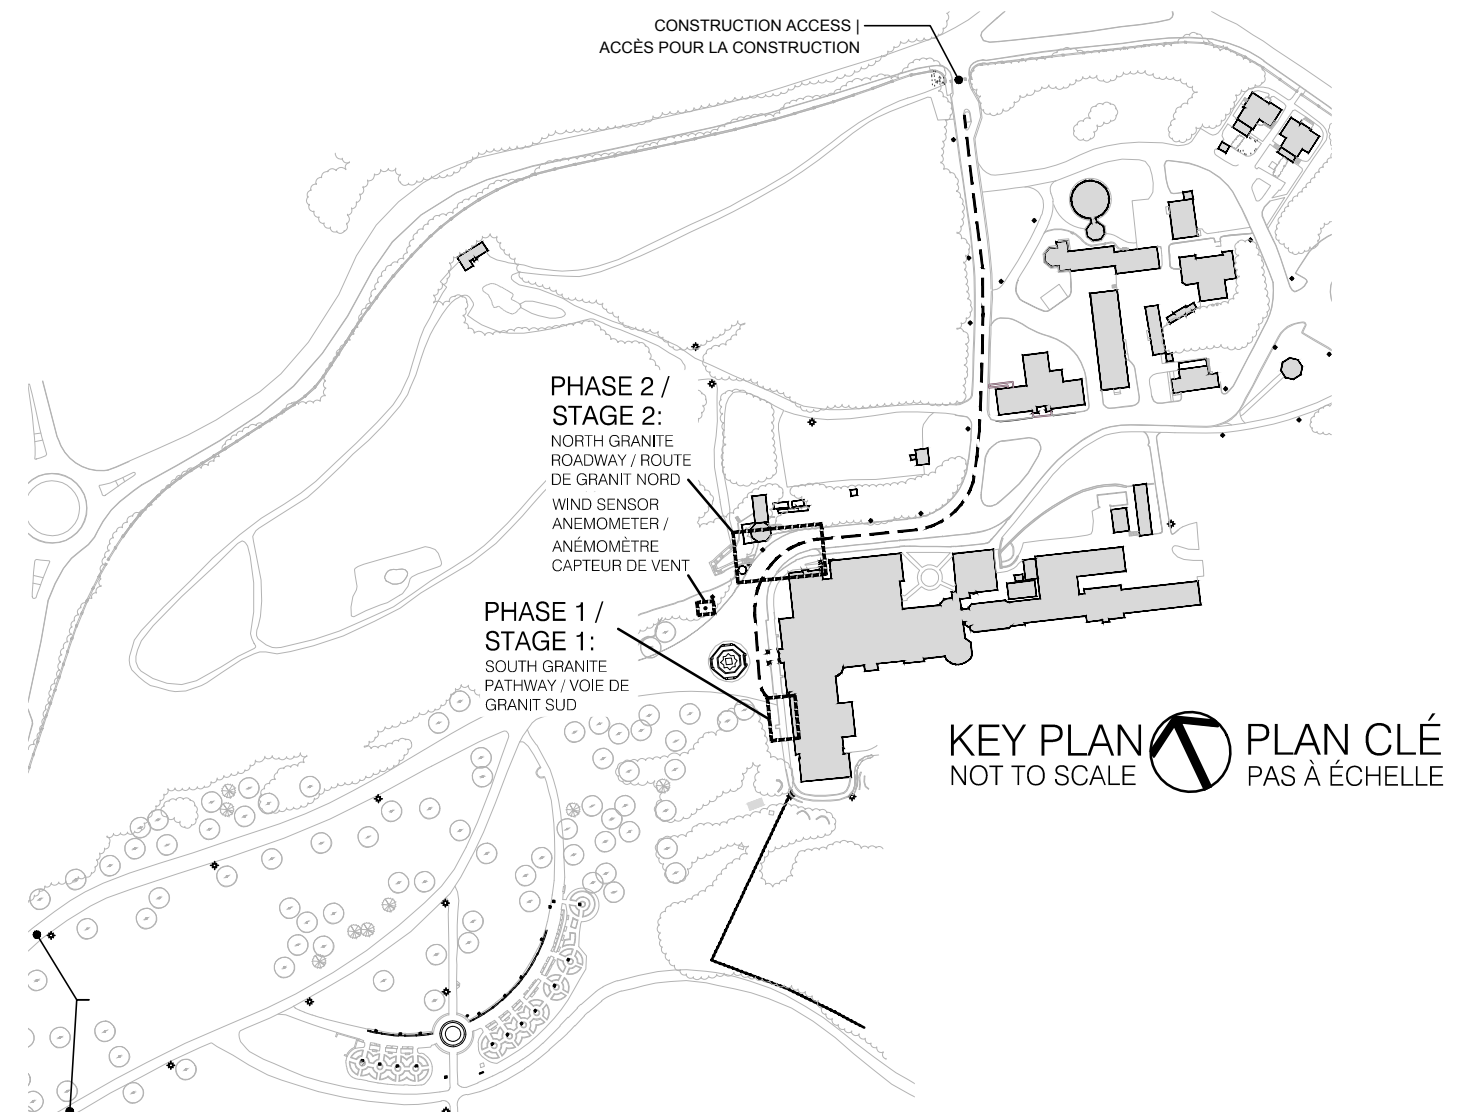 CONSTRUCTION ACCESS |
ACCÈS POUR LA CONSTRUCTION
PHASE 2 /
STAGE 2:
NORTH GRANITE
ROADWAY / ROUTE
DE GRANIT NORD
WIND SENSOR
ANEMOMETER /
ANÉMOMÈTRE
CAPTEUR DE VENT
PHASE 1 /
STAGE 1:
SOUTH GRANITE
PATHWAY / VOIE DE
GRANIT SUD
KEY PLAN
NOT TO SCALE
PLAN CLÉ
PAS À ÉCHELLE